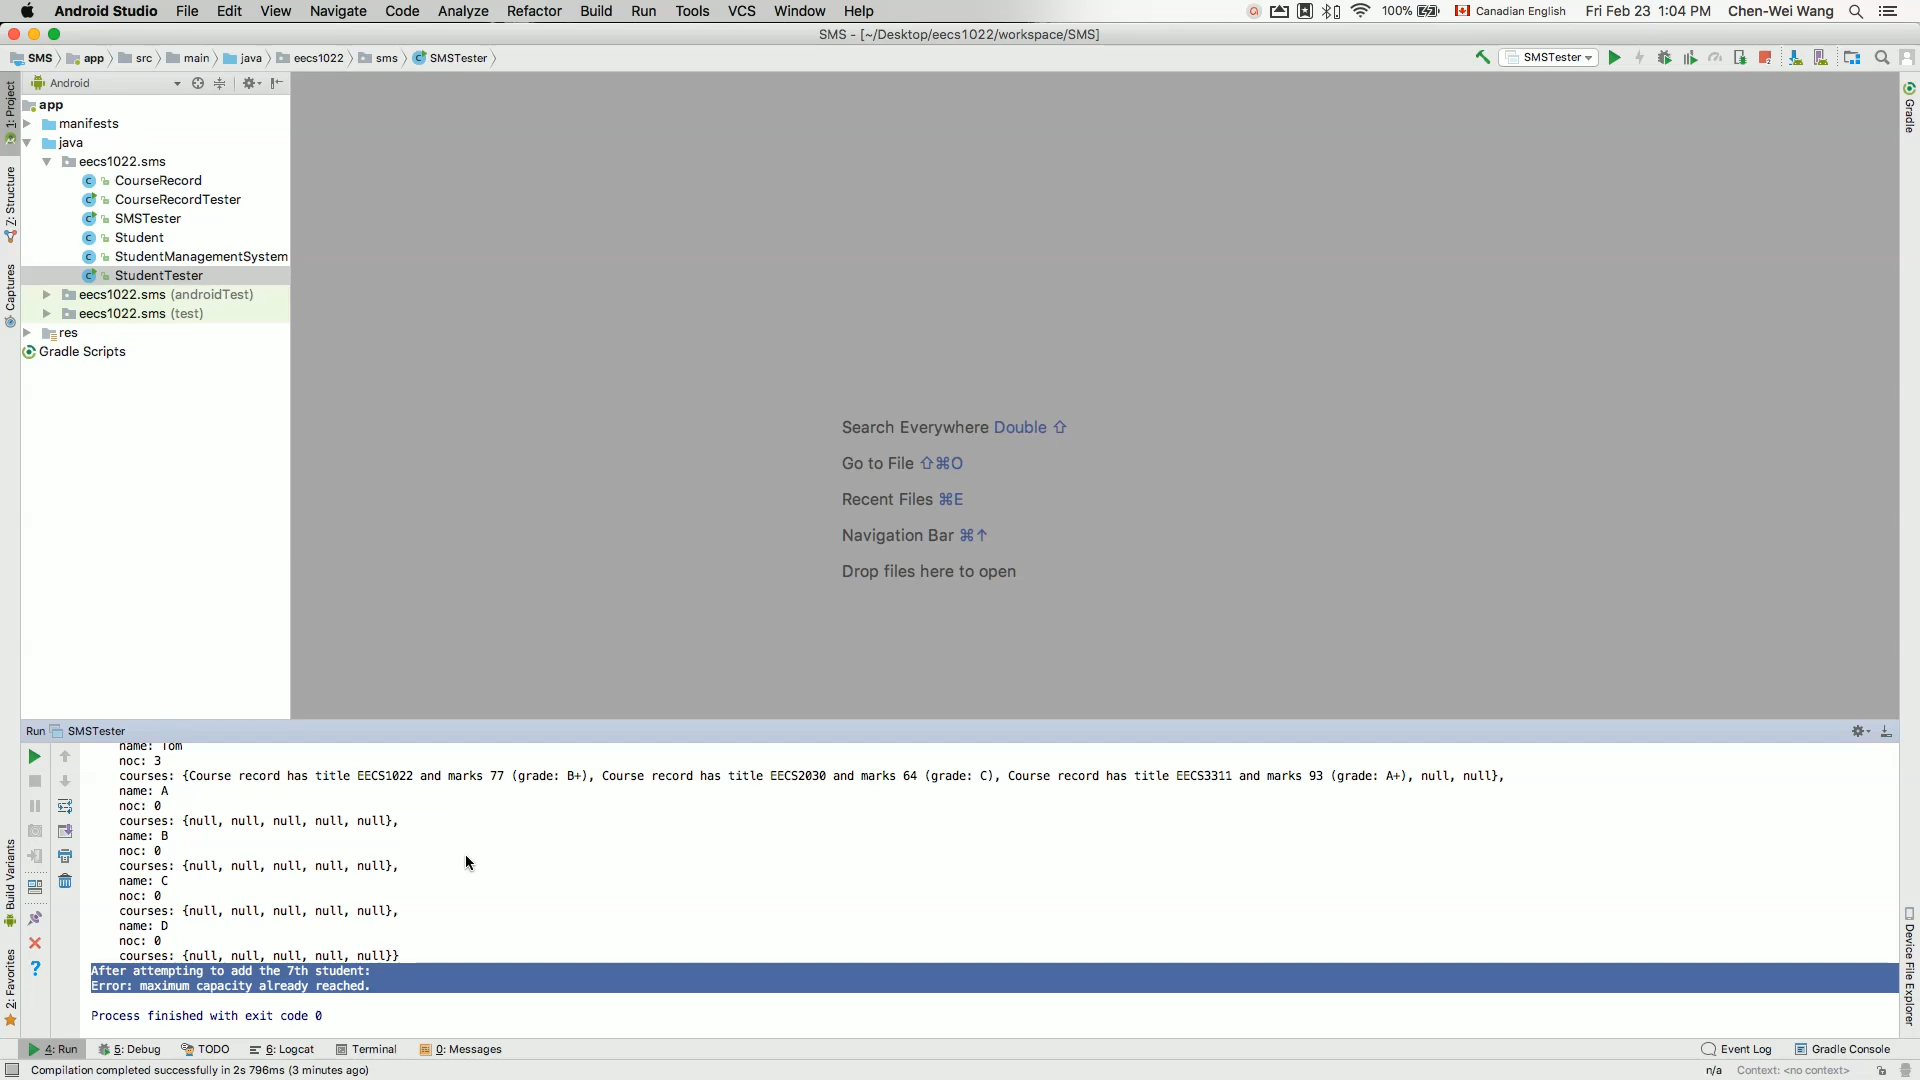 Android Studio File Edit View Navigate Code Analyze Refactor Build Run Tools VCS Window Help 100% Canadian English Fri Feb 23 1:04 PM Chen-Wei Wang
SMS - [~/Desktop/eecs1022/workspace/SMS]
SMS app src main java eecs1022 sms SMSTester SMSTester
Android
1: Project
Z: Structure
Captures
Build Variants
2: Favorites
app
manifests
java
eecs1022.sms
CourseRecord
CourseRecordTester
SMSTester
Student
StudentManagementSystem
StudentTester
eecs1022.sms (androidTest)
eecs1022.sms (test)
res
Gradle Scripts
Search Everywhere Double ⇧
Go to File ⇧⌘O
Recent Files ⌘E
Navigation Bar ⌘↑
Drop files here to open
Gradle
Device File Explorer
Run SMSTester
name: Tom
noc: 3
courses: {Course record has title EECS1022 and marks 77 (grade: B+), Course record has title EECS2030 and marks 64 (grade: C), Course record has title EECS3311 and marks 93 (grade: A+), null, null},
name: A
noc: 0
courses: {null, null, null, null, null},
name: B
noc: 0
courses: {null, null, null, null, null},
name: C
noc: 0
courses: {null, null, null, null, null},
name: D
noc: 0
courses: {null, null, null, null, null}}
After attempting to add the 7th student:
Error: maximum capacity already reached.
Process finished with exit code 0
4: Run 5: Debug TODO 6: Logcat Terminal 0: Messages Event Log Gradle Console
Compilation completed successfully in 2s 796ms (3 minutes ago) n/a Context: <no context>